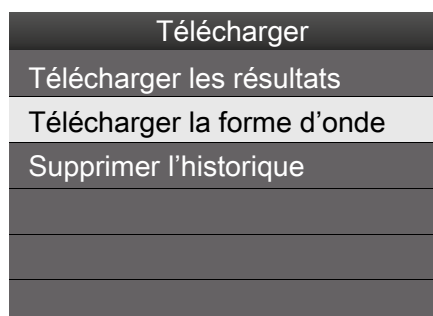 Télécharger
Télécharger les résultats
Télécharger la forme d’onde
Supprimer l’historique